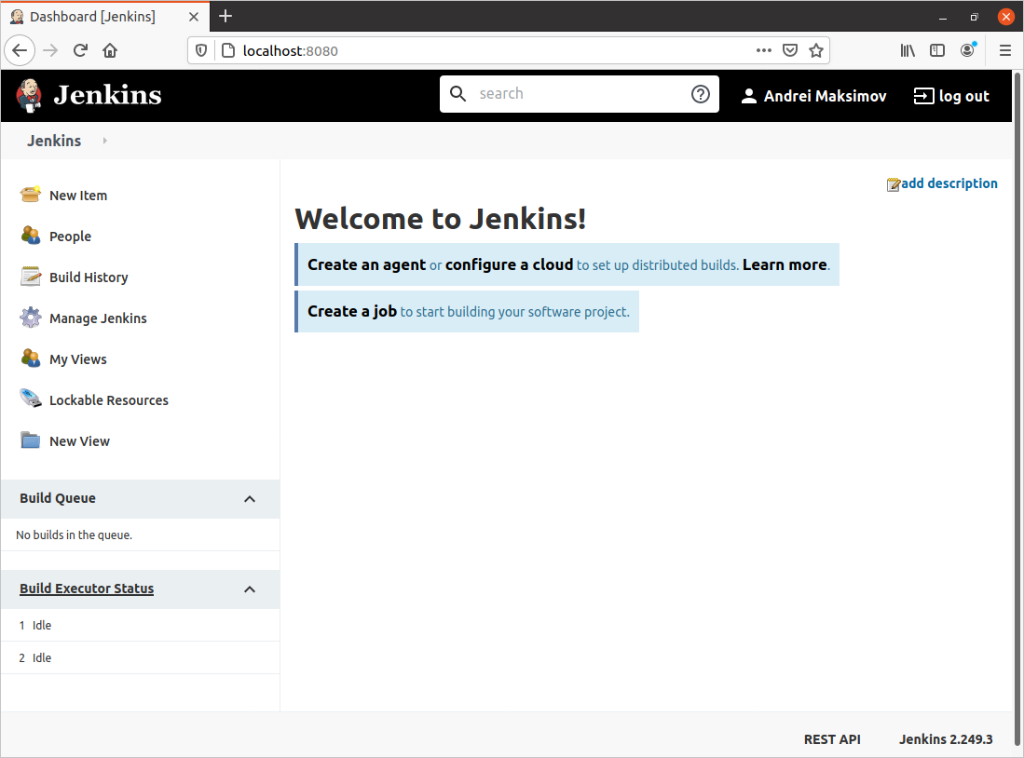 Dashboard [Jenkins]
localhost:8080
Jenkins
search
Andrei Maksimov
log out
Jenkins
add description
New Item
People
Build History
Manage Jenkins
My Views
Lockable Resources
New View
Build Queue
No builds in the queue.
Build Executor Status
1 Idle
2 Idle
Welcome to Jenkins!
Create an agent or configure a cloud to set up distributed builds. Learn more.
Create a job to start building your software project.
REST API
Jenkins 2.249.3